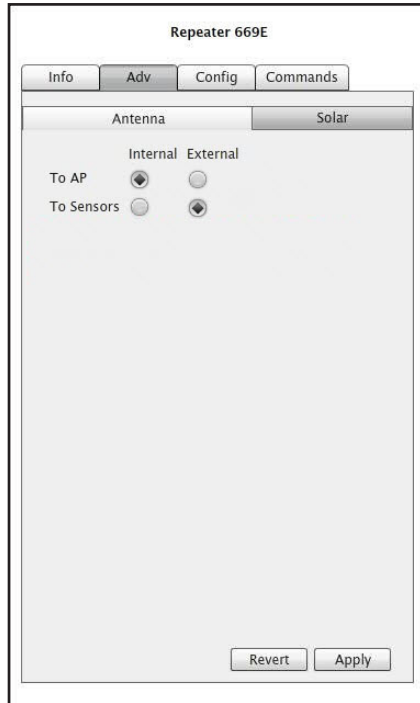 Repeater 669E
Info Adv Config Commands
Antenna Solar
Internal External
To AP
To Sensors
Revert Apply